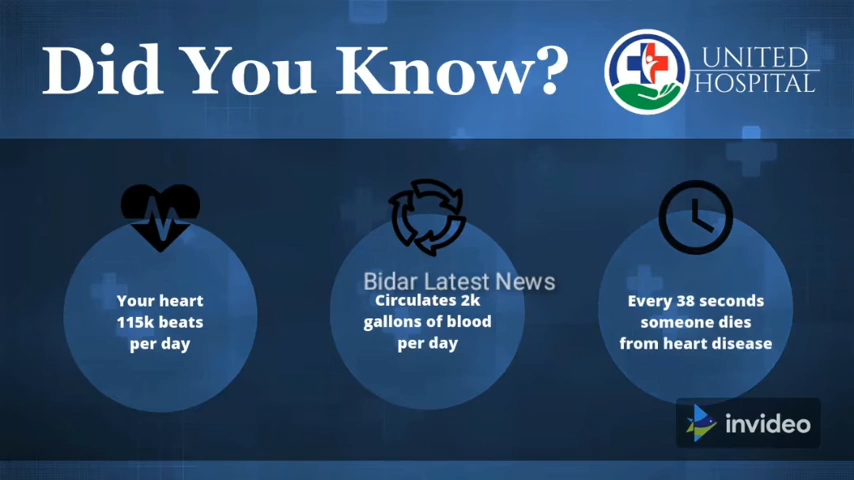 Did You Know?
UNITED
HOSPITAL
Your heart
115k beats
per day
Bidar Latest News
Circulates 2k
gallons of blood
per day
Every 38 seconds
someone dies
from heart disease
invideo